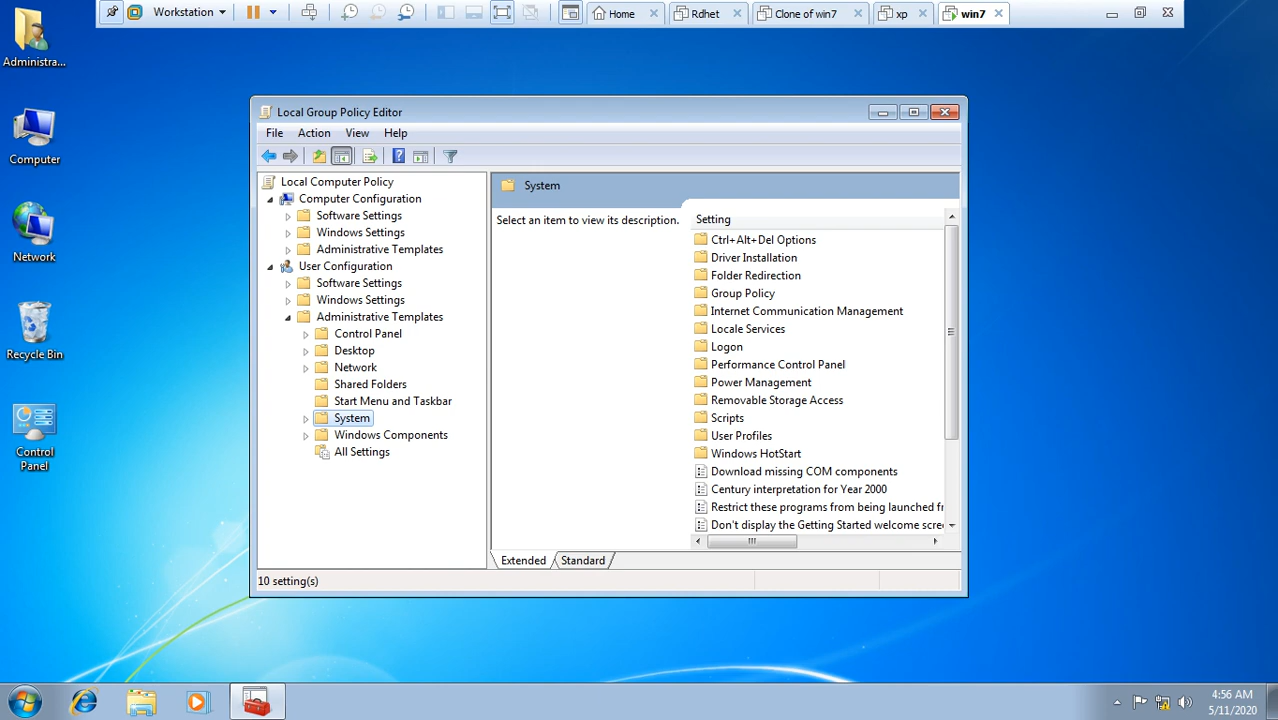 Workstation
Home
Rdhet
Clone of win7
xp
win7
Administra...
Computer
Network
Recycle Bin
Control
Panel
Local Group Policy Editor
File Action View Help
Local Computer Policy
Computer Configuration
Software Settings
Windows Settings
Administrative Templates
User Configuration
Software Settings
Windows Settings
Administrative Templates
Control Panel
Desktop
Network
Shared Folders
Start Menu and Taskbar
System
Windows Components
All Settings
System
Select an item to view its description.
Setting
Ctrl+Alt+Del Options
Driver Installation
Folder Redirection
Group Policy
Internet Communication Management
Locale Services
Logon
Performance Control Panel
Power Management
Removable Storage Access
Scripts
User Profiles
Windows HotStart
Download missing COM components
Century interpretation for Year 2000
Restrict these programs from being launched fr
Don't display the Getting Started welcome scree
Extended Standard
10 setting(s)
4:56 AM
5/11/2020